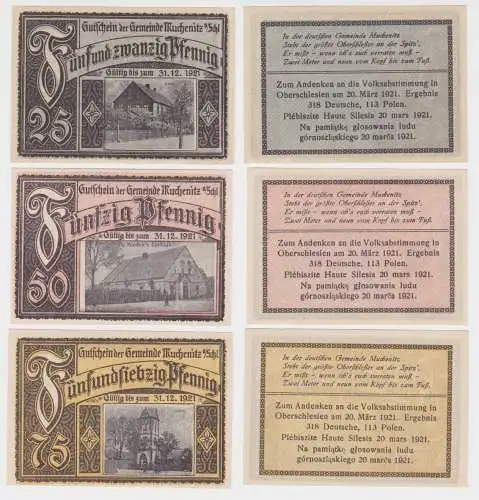 Gutschein der Gemeinde Muchenitz O/Schl
Fünfund zwanzig Pfennig
Gültig bis zum 31.12.1921
25
In der deutschen Gemeinde Muchenitz
Steht der größte Oberschlesier an der Spitz',
Er mißt – wenn ich's euch verraten muß –
Zwei Meter und neun vom Kopf bis zum Fuß.
Zum Andenken an die Volksabstimmung in
Oberschlesien am 20. März 1921. Ergebnis
318 Deutsche, 113 Polen.
Plébiszite Haute Silesia 20 mars 1921.
Na pamiątkę głosowania ludu
górnoszląskiego 20 marca 1921.
Gutschein der Gemeinde Muchenitz O/Schl.
Fünfzig Pfennig
Gültig bis zum 31.12.1921
50
In der deutschen Gemeinde Muchenitz
Steht der größte Oberschlesier an der Spitz',
Er mißt – wenn ich's euch verraten muß –
Zwei Meter und neun vom Kopf bis zum Fuß.
Zum Andenken an die Volksabstimmung in
Oberschlesien am 20. März 1921. Ergebnis
318 Deutsche, 113 Polen.
Plébiszite Haute Silesia 20 mars 1921.
Na pamiątkę głosowania ludu
górnoszląskiego 20 marca 1921.
Gutschein der Gemeinde Muchenitz O/Schl.
Fünfundsiebzig Pfennig
Gültig bis zum 31.12.1921
75
In der deutschen Gemeinde Muchenitz
Steht der größte Oberschlesier an der Spitz',
Er mißt – wenn ich's euch verraten muß –
Zwei Meter und neun vom Kopf bis zum Fuß.
Zum Andenken an die Volksabstimmung in
Oberschlesien am 20. März 1921. Ergebnis
318 Deutsche, 113 Polen.
Plébiszite Haute Silesia 20 mars 1921.
Na pamiątkę głosowania ludu
górnoszląskiego 20 marca 1921.